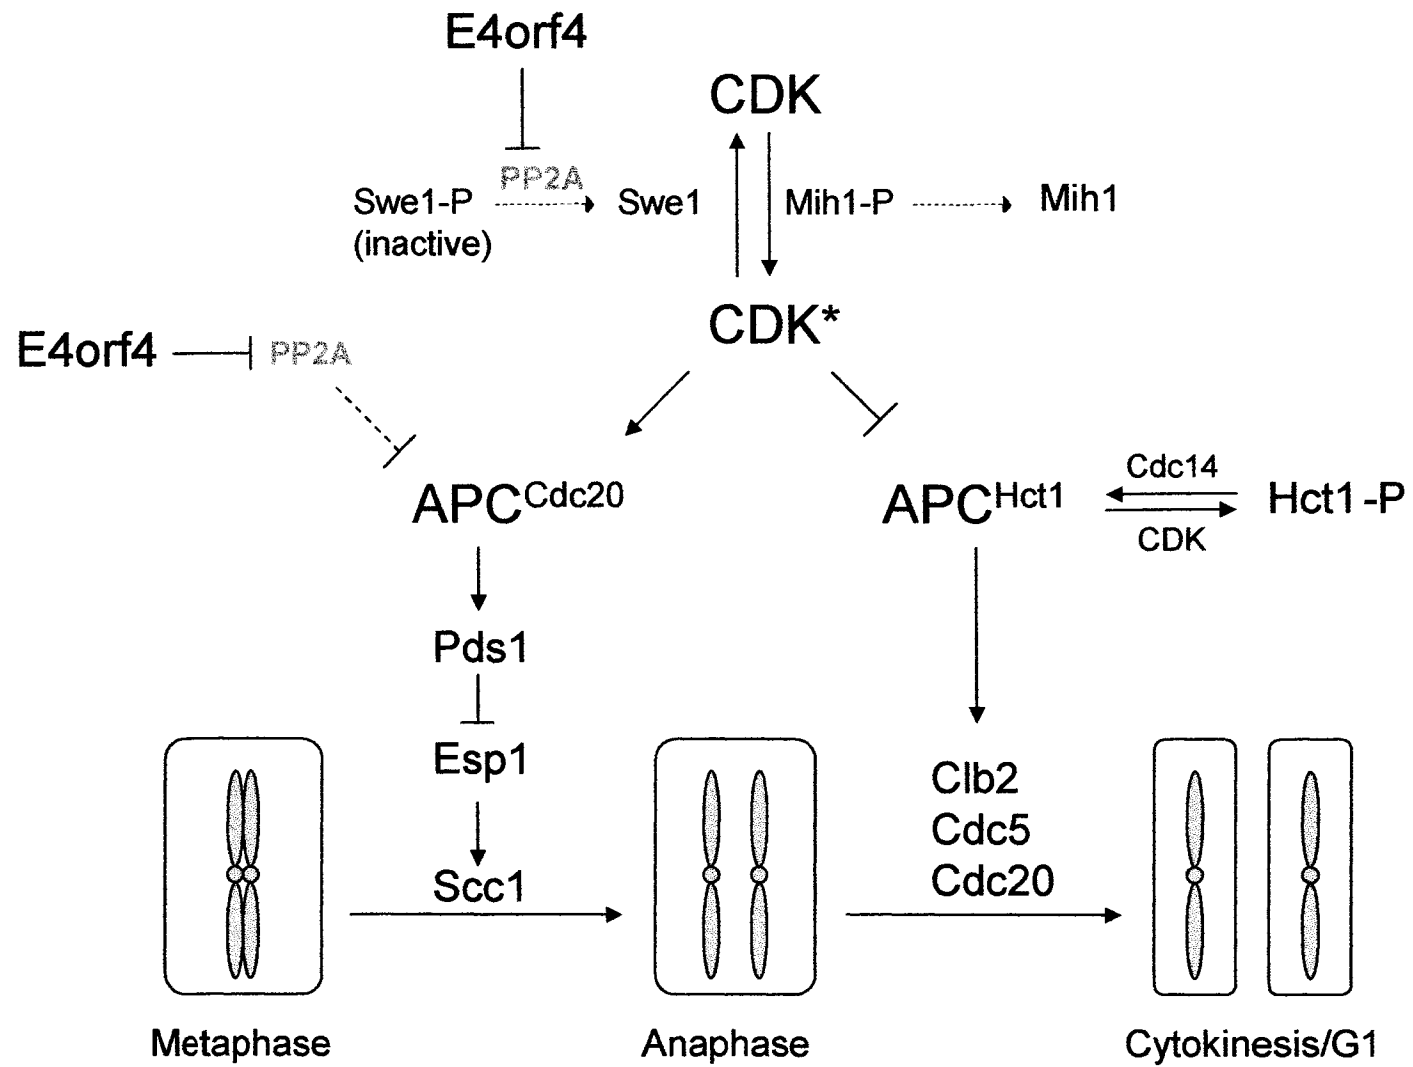 E4orf4
CDK
PP2A
Swe1-P
(inactive)
Swe1
Mih1-P
Mih1
CDK*
E4orf4
PP2A
APCCdc20
APCHct1
Cdc14
CDK
Hct1-P
Pds1
Esp1
Scc1
Clb2
Cdc5
Cdc20
Metaphase
Anaphase
Cytokinesis/G1